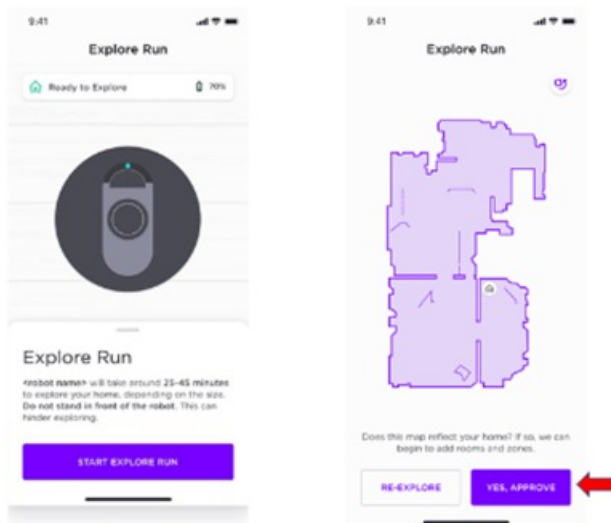 9:41
Explore Run
Ready to Explore 70%
Explore Run
<robot name> will take around 25-45 minutes
to explore your home, depending on the size.
Do not stand in front of the robot. This can
hinder exploring.
START EXPLORE RUN
9:41
Explore Run
Does this map reflect your home? If so, we can
begin to add rooms and zones.
RE-EXPLORE YES, APPROVE